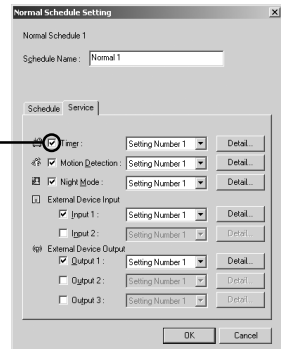 Normal Schedule Setting
Normal Schedule 1
Schedule Name : Normal 1
Schedule Service
Timer : Setting Number 1 Detail...
Motion Detection : Setting Number 1 Detail...
Night Mode : Setting Number 1 Detail...
External Device Input
Input 1 : Setting Number 1 Detail...
Input 2 : Setting Number 1 Detail...
External Device Output
Output 1 : Setting Number 1 Detail...
Output 2 : Setting Number 1 Detail...
Output 3 : Setting Number 1 Detail...
OK Cancel